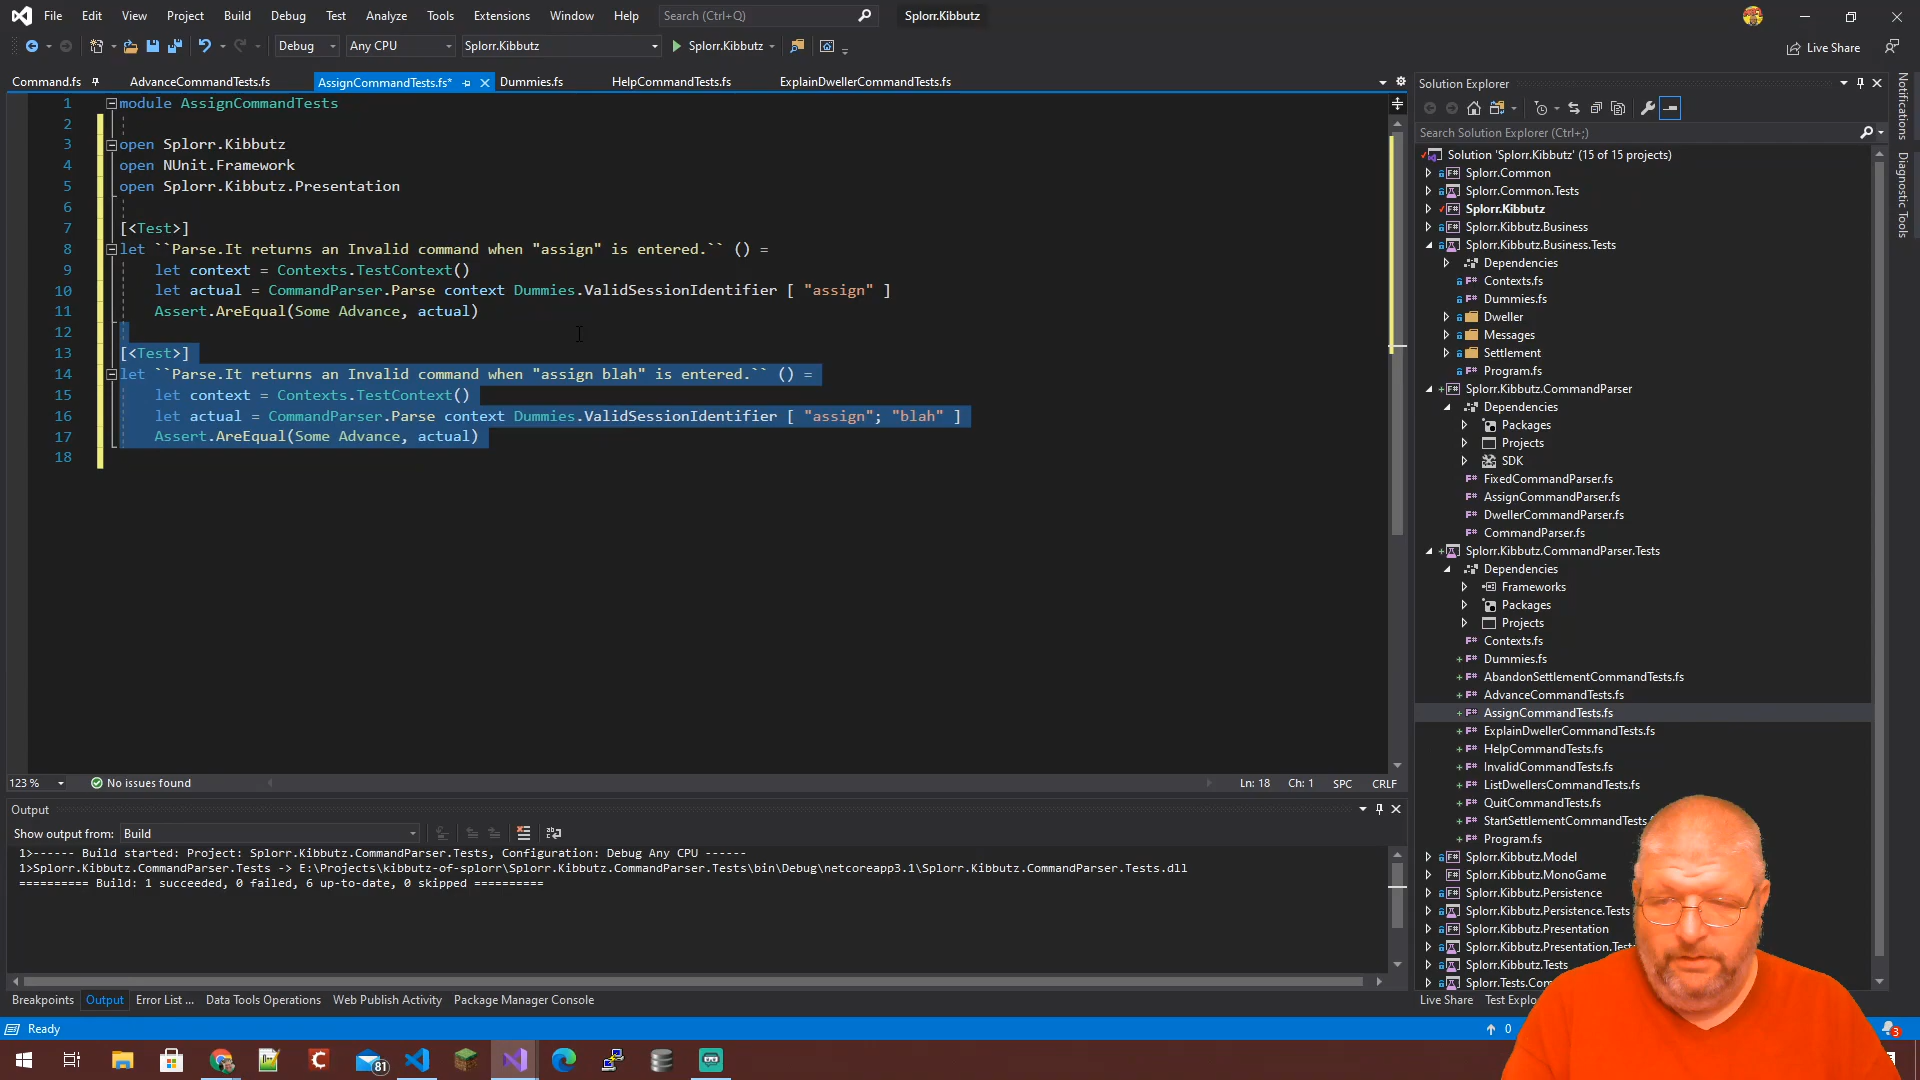 File Edit View Project Build Debug Test Analyze Tools Extensions Window Help Search (Ctrl+Q) Splorr.Kibbutz
Debug Any CPU Splorr.Kibbutz Splorr.Kibbutz Live Share
Command.fs AdvanceCommandTests.fs AssignCommandTests.fs* Dummies.fs HelpCommandTests.fs ExplainDwellerCommandTests.fs
1 module AssignCommandTests
2
3 open Splorr.Kibbutz
4 open NUnit.Framework
5 open Splorr.Kibbutz.Presentation
6
7 [<Test>]
8 let ``Parse.It returns an Invalid command when "assign" is entered.`` () =
9 let context = Contexts.TestContext()
10 let actual = CommandParser.Parse context Dummies.ValidSessionIdentifier [ "assign" ]
11 Assert.AreEqual(Some Advance, actual)
12
13 [<Test>]
14 let ``Parse.It returns an Invalid command when "assign blah" is entered.`` () =
15 let context = Contexts.TestContext()
16 let actual = CommandParser.Parse context Dummies.ValidSessionIdentifier [ "assign"; "blah" ]
17 Assert.AreEqual(Some Advance, actual)
18
123 % No issues found Ln: 18 Ch: 1 SPC CRLF
Output
Show output from: Build
1>------ Build started: Project: Splorr.Kibbutz.CommandParser.Tests, Configuration: Debug Any CPU ------
1>Splorr.Kibbutz.CommandParser.Tests -> E:\Projects\kibbutz-of-splorr\Splorr.Kibbutz.CommandParser.Tests\bin\Debug\netcoreapp3.1\Splorr.Kibbutz.CommandParser.Tests.dll
========== Build: 1 succeeded, 0 failed, 6 up-to-date, 0 skipped ==========
Breakpoints Output Error List ... Data Tools Operations Web Publish Activity Package Manager Console
Ready
Solution Explorer
Search Solution Explorer (Ctrl+;)
Solution 'Splorr.Kibbutz' (15 of 15 projects)
F# Splorr.Common
Splorr.Common.Tests
F# Splorr.Kibbutz
F# Splorr.Kibbutz.Business
Splorr.Kibbutz.Business.Tests
Dependencies
F# Contexts.fs
F# Dummies.fs
Dweller
Messages
Settlement
F# Program.fs
F# Splorr.Kibbutz.CommandParser
Dependencies
Packages
Projects
SDK
F# FixedCommandParser.fs
F# AssignCommandParser.fs
F# DwellerCommandParser.fs
F# CommandParser.fs
Splorr.Kibbutz.CommandParser.Tests
Dependencies
Frameworks
Packages
Projects
F# Contexts.fs
F# Dummies.fs
F# AbandonSettlementCommandTests.fs
F# AdvanceCommandTests.fs
F# AssignCommandTests.fs
F# ExplainDwellerCommandTests.fs
F# HelpCommandTests.fs
F# InvalidCommandTests.fs
F# ListDwellersCommandTests.fs
F# QuitCommandTests.fs
F# StartSettlementCommandTests
F# Program.fs
F# Splorr.Kibbutz.Model
F# Splorr.Kibbutz.MonoGame
F# Splorr.Kibbutz.Persistence
Splorr.Kibbutz.Persistence.Tests
F# Splorr.Kibbutz.Presentation
Splorr.Kibbutz.Presentation.Tests
Splorr.Kibbutz.Tests
Live Share
0
3
81
Notifications
Diagnostic Tools